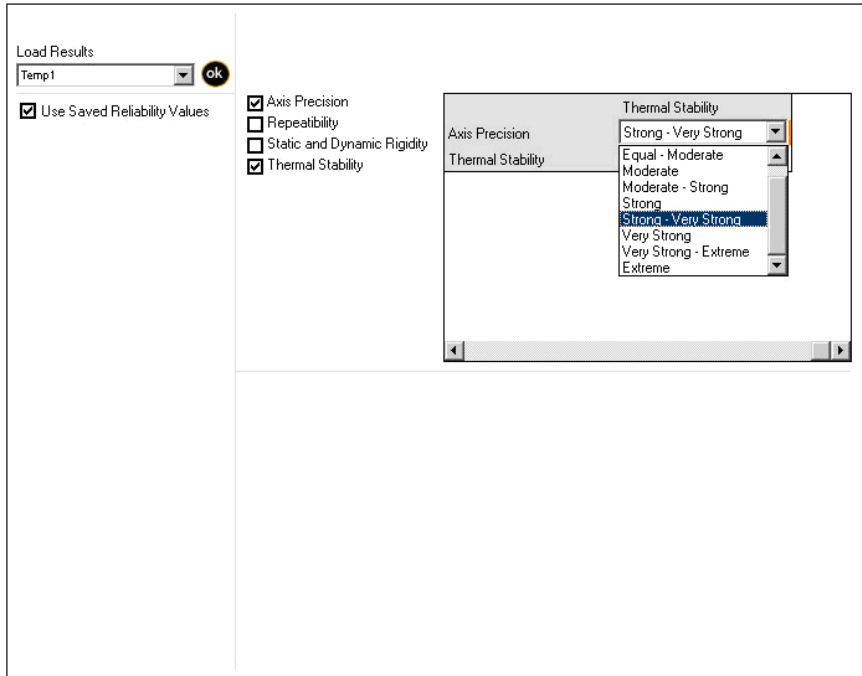 Load Results
Temp1
ok
Use Saved Reliability Values
Axis Precision
Repeatibility
Static and Dynamic Rigidity
Thermal Stability
Thermal Stability
Axis Precision
Strong - Very Strong
Thermal Stability
Equal - Moderate
Moderate
Moderate - Strong
Strong
Strong - Very Strong
Very Strong
Very Strong - Extreme
Extreme